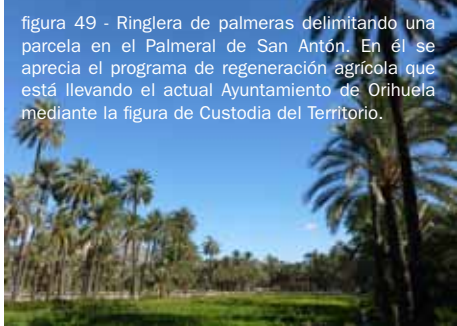 figura 49 - Ringlera de palmeras delimitando una
parcela en el Palmeral de San Antón. En él se
aprecia el programa de regeneración agrícola que
está llevando el actual Ayuntamiento de Orihuela
mediante la figura de Custodia del Territorio.